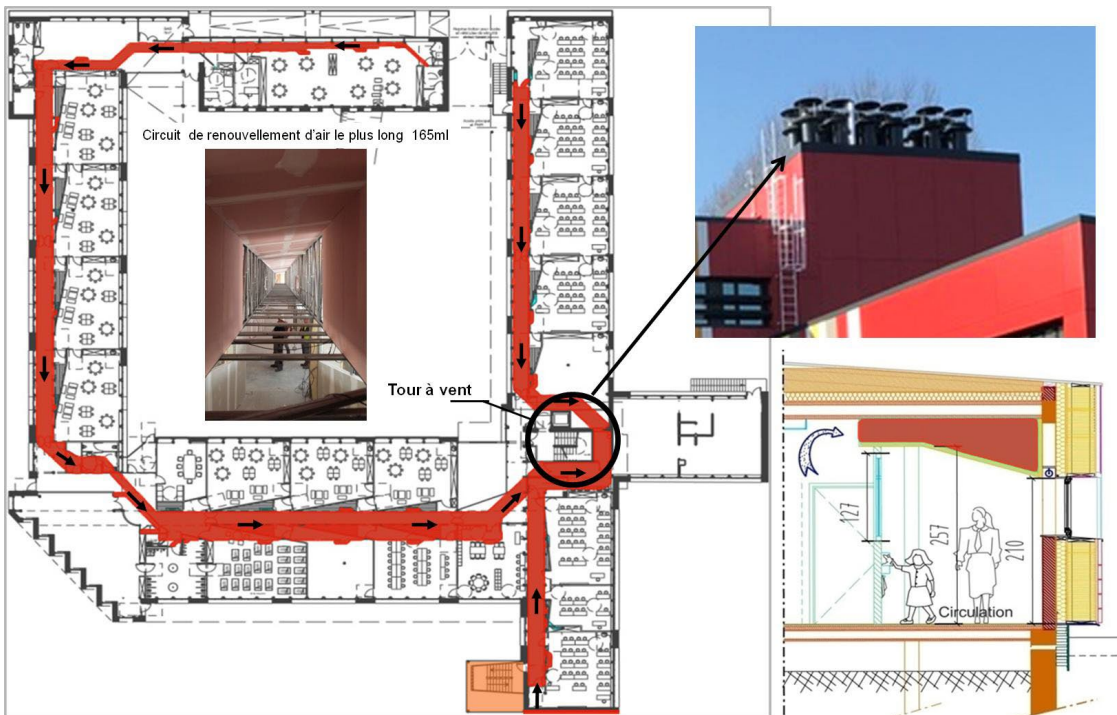 Circuit de renouvellement d'air le plus long 165ml
Tour à vent
127
257
210
Circulation